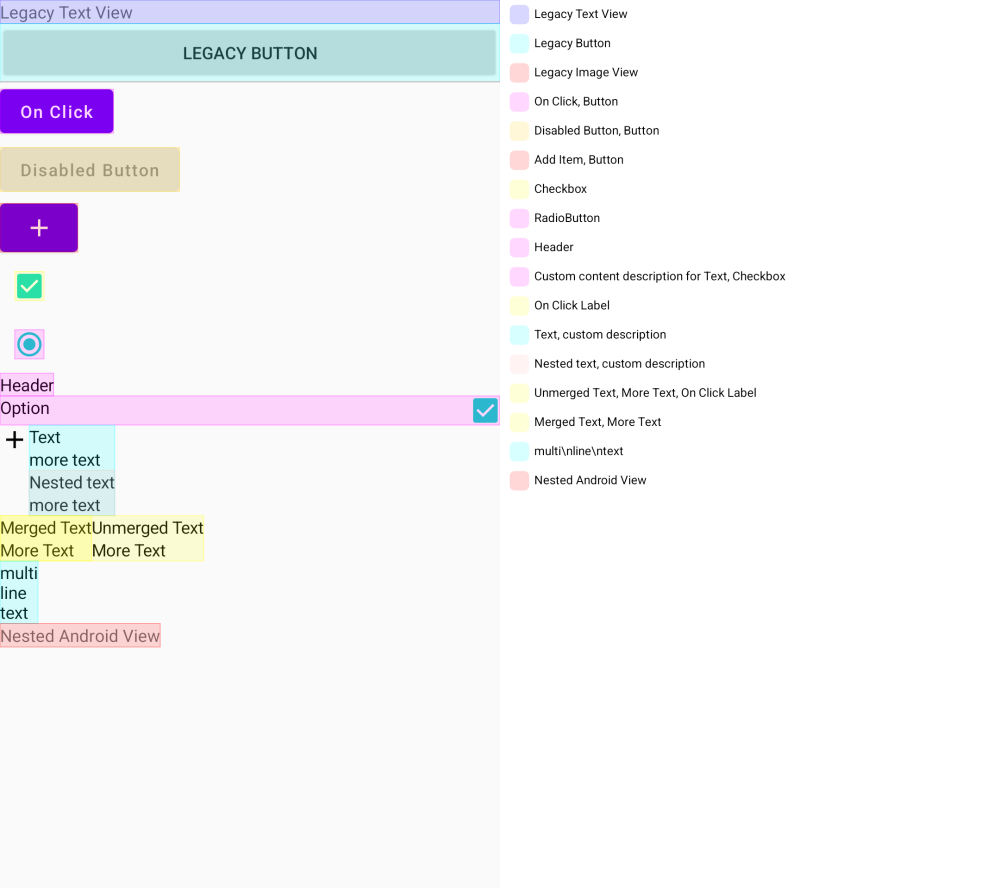 Legacy Text View
LEGACY BUTTON
On Click
Disabled Button
Header
Option
Text
more text
Nested text
more text
Merged Text
More Text
Unmerged Text
More Text
multi
line
text
Nested Android View
Legacy Text View
Legacy Button
Legacy Image View
On Click, Button
Disabled Button, Button
Add Item, Button
Checkbox
RadioButton
Header
Custom content description for Text, Checkbox
On Click Label
Text, custom description
Nested text, custom description
Unmerged Text, More Text, On Click Label
Merged Text, More Text
multi\nline\ntext
Nested Android View